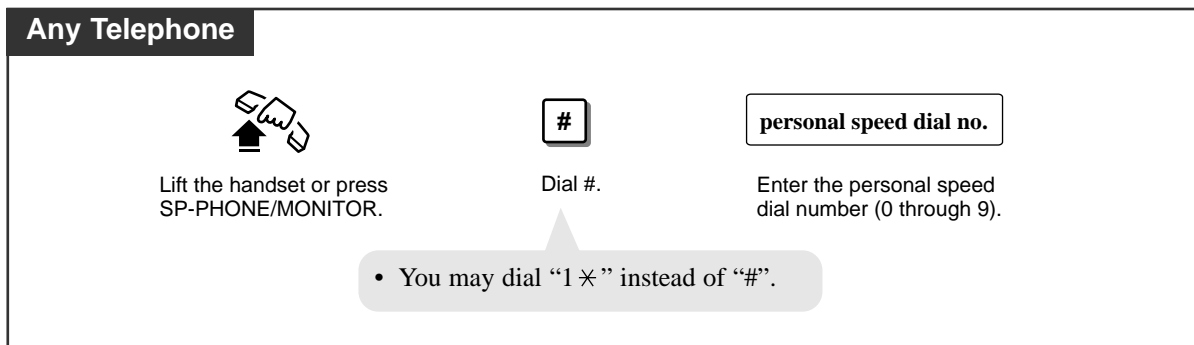 Any Telephone
#
personal speed dial no.
Lift the handset or press
SP-PHONE/MONITOR.
Dial #.
Enter the personal speed
dial number (0 through 9).
• You may dial “1＊” instead of “#”.